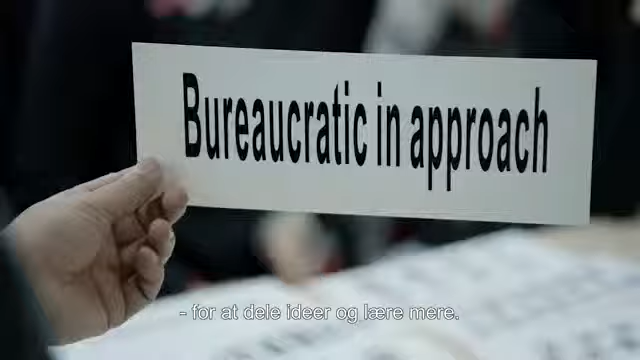 Bureaucratic in approach
- for at dele ideer og lære mere.